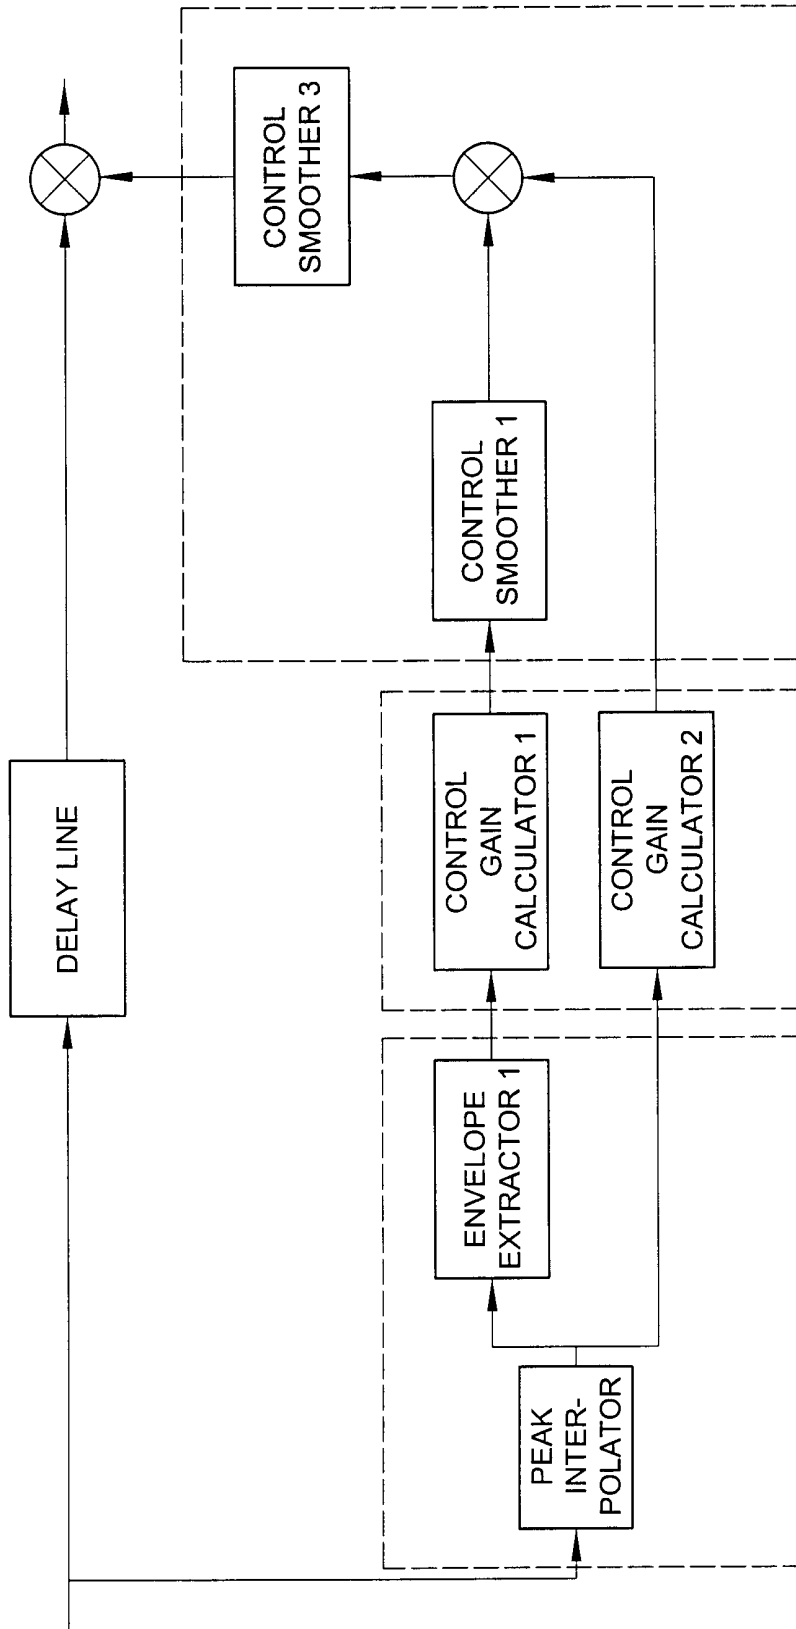 DELAY LINE
PEAK
INTER-
POLATOR
ENVELOPE
EXTRACTOR 1
CONTROL
GAIN
CALCULATOR 1
CONTROL
GAIN
CALCULATOR 2
CONTROL
SMOOTHER 1
CONTROL
SMOOTHER 3